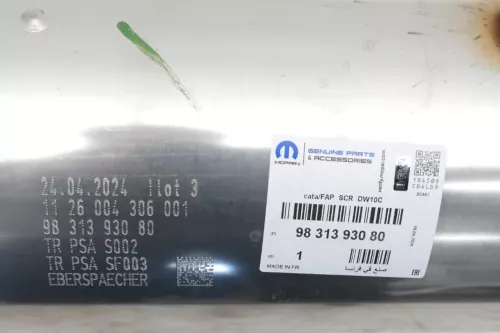 24.04.2024 Ilot 3
11 26 004 306 001
98 313 930 80
TR PSA S002
TR PSA SF003
EBERSPAECHER
MOPAR
GENUINE PARTS
& ACCESSORIES
cata/FAP SCR DW10C
98 313 930 80
1
MADE IN FR
صنع في فرنسا
EAC